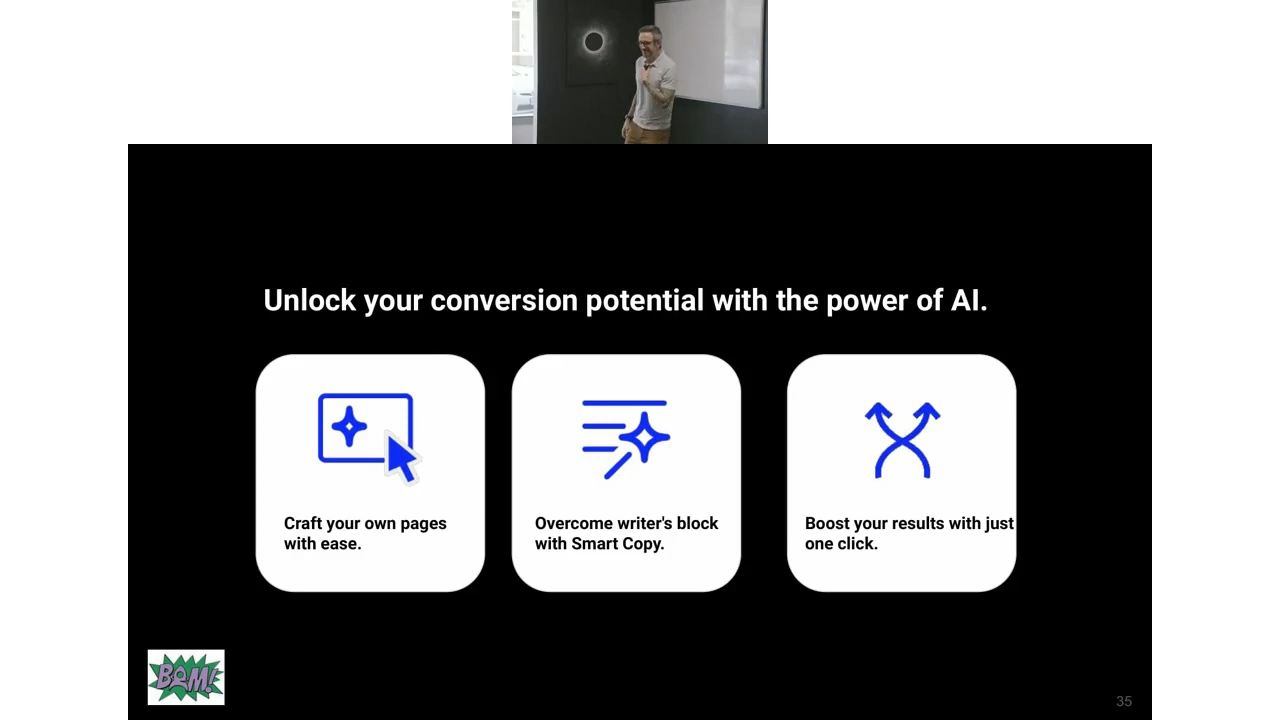 Unlock your conversion potential with the power of AI.
Craft your own pages
with ease.
Overcome writer's block
with Smart Copy.
Boost your results with just
one click.
BOM!
35